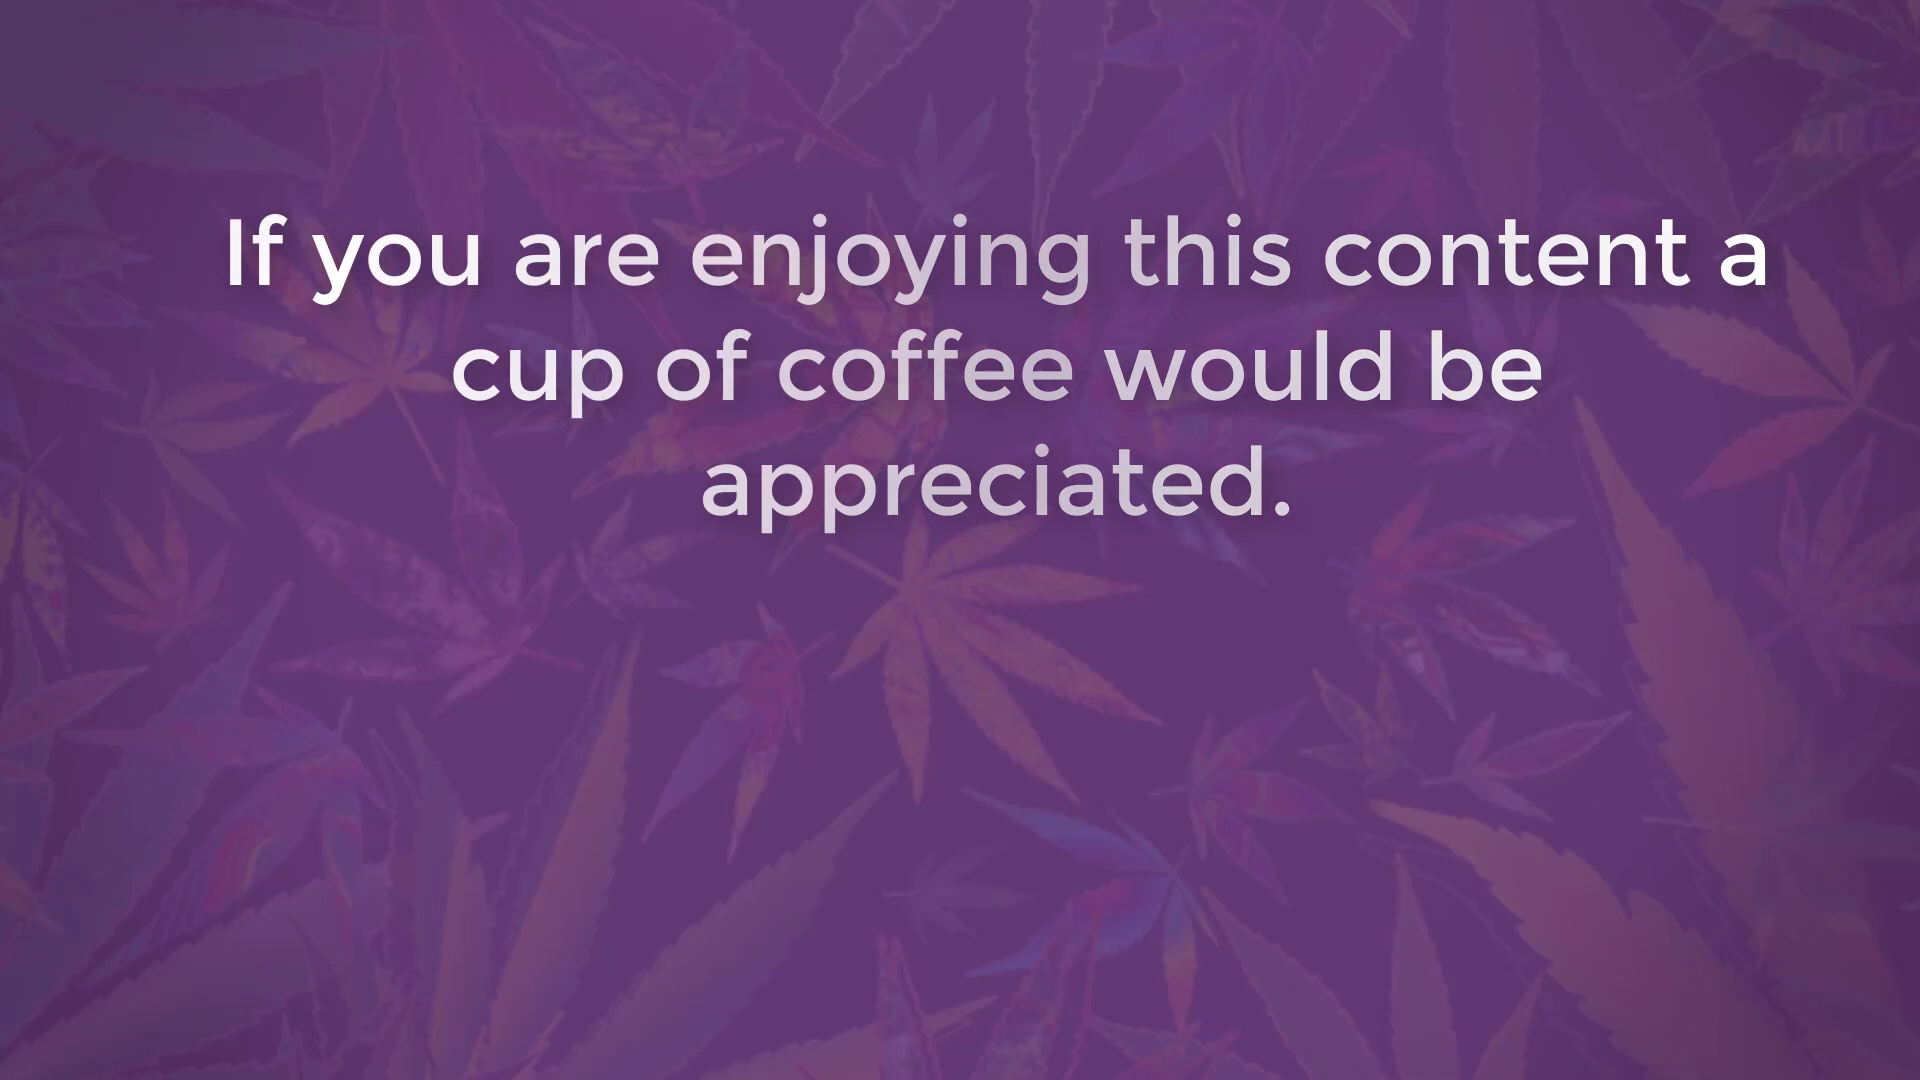 If you are enjoying this content a
cup of coffee would be
appreciated.